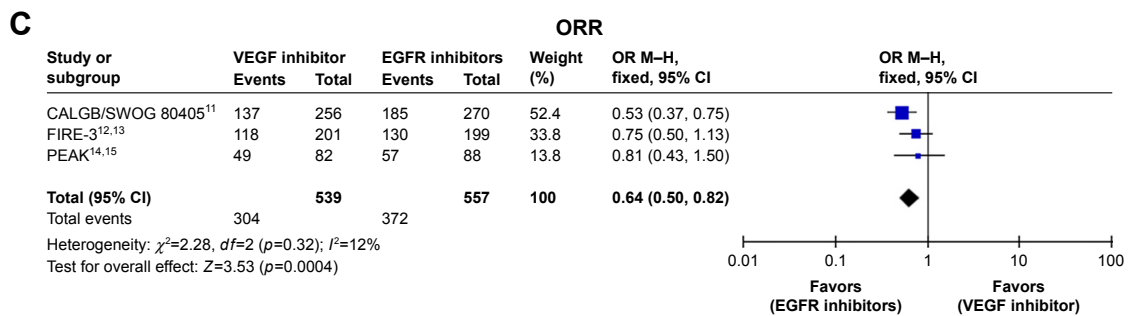 C
ORR
Study or subgroup VEGF inhibitor EGFR inhibitors Weight (%) OR M–H, fixed, 95% CI OR M–H, fixed, 95% CI
Events Total Events Total
CALGB/SWOG 80405¹¹ 137 256 185 270 52.4 0.53 (0.37, 0.75)
FIRE-3¹²,¹³ 118 201 130 199 33.8 0.75 (0.50, 1.13)
PEAK¹⁴,¹⁵ 49 82 57 88 13.8 0.81 (0.43, 1.50)
Total (95% CI) 539 557 100 0.64 (0.50, 0.82)
Total events 304 372
Heterogeneity: χ²=2.28, df=2 (p=0.32); I²=12%
Test for overall effect: Z=3.53 (p=0.0004)
0.01 0.1 1 10 100
Favors (EGFR inhibitors) Favors (VEGF inhibitor)